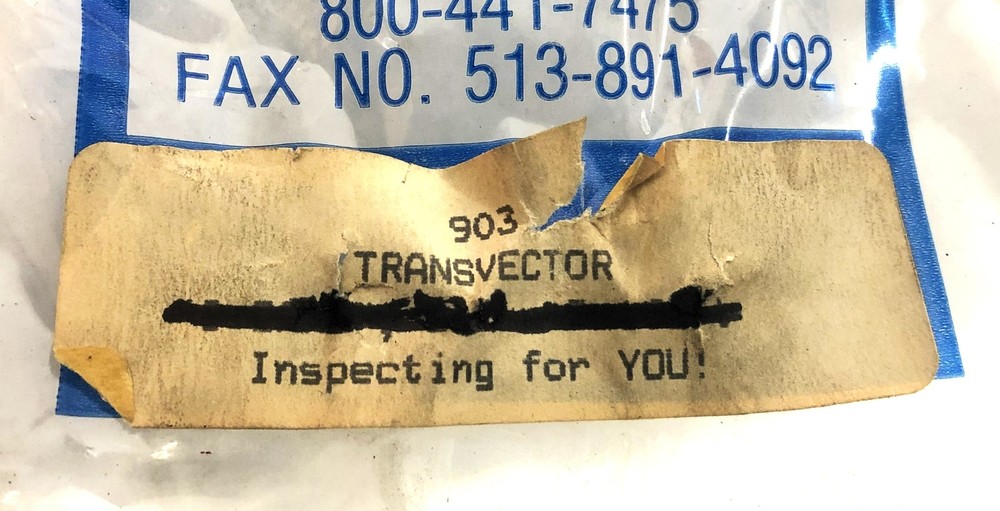 800-441-7475
FAX NO. 513-891-4092
903
TRANSVECTOR
Inspecting for YOU!